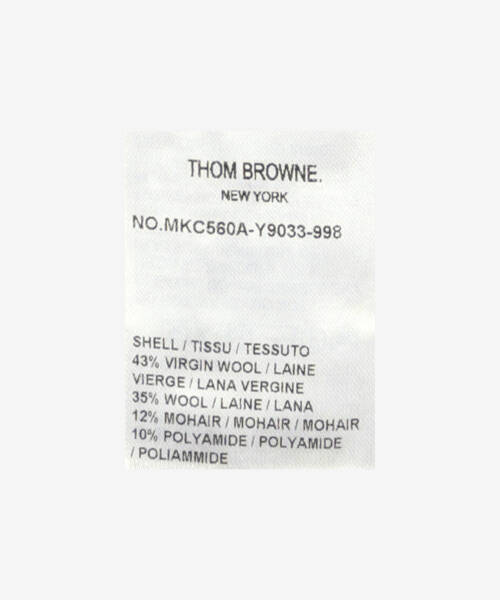 THOM BROWNE.
NEW YORK
NO.MKC560A-Y9033-998
SHELL / TISSU / TESSUTO
43% VIRGIN WOOL / LAINE
VIERGE / LANA VERGINE
35% WOOL / LAINE / LANA
12% MOHAIR / MOHAIR / MOHAIR
10% POLYAMIDE / POLYAMIDE
/ POLIAMMIDE